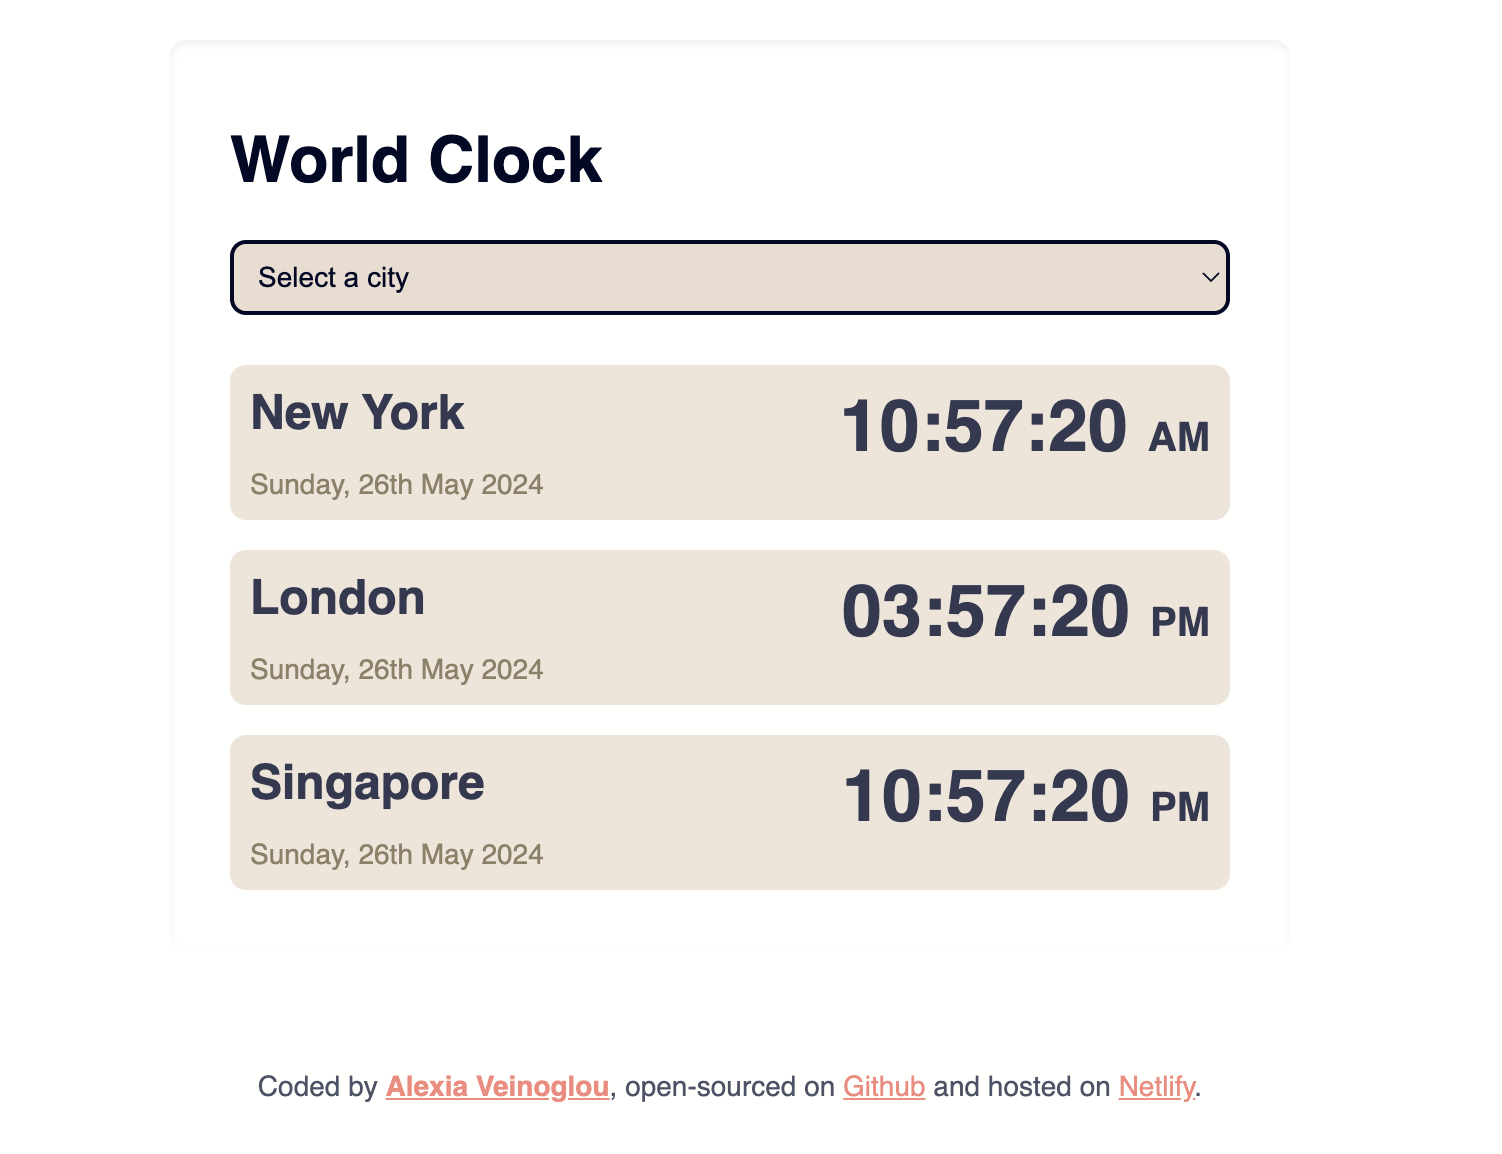 World Clock
Select a city
New York
10:57:20 AM
Sunday, 26th May 2024
London
03:57:20 PM
Sunday, 26th May 2024
Singapore
10:57:20 PM
Sunday, 26th May 2024
Coded by Alexia Veinoglou, open-sourced on Github and hosted on Netlify.